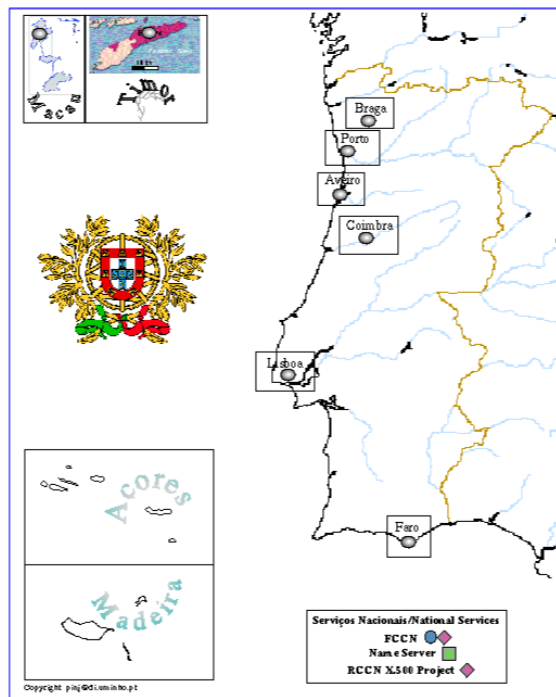 Macau
Timor
Braga
Porto
Aveiro
Coimbra
Lisboa
Açores
Faro
Madeira
Serviços Nacionais/National Services
FCCN
Name Server
RCCN X.500 Project
Copyright pinj@di.uminho.pt